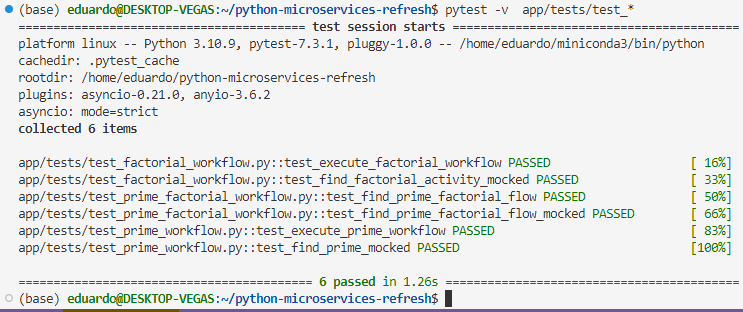 (base) eduardo@DESKTOP-VEGAS:~/python-microservices-refresh$ pytest -v  app/tests/test_*
========================================= test session starts =========================================
platform linux -- Python 3.10.9, pytest-7.3.1, pluggy-1.0.0 -- /home/eduardo/miniconda3/bin/python
cachedir: .pytest_cache
rootdir: /home/eduardo/python-microservices-refresh
plugins: asyncio-0.21.0, anyio-3.6.2
asyncio: mode=strict
collected 6 items
app/tests/test_factorial_workflow.py::test_execute_factorial_workflow PASSED [ 16%]
app/tests/test_factorial_workflow.py::test_find_factorial_activity_mocked PASSED [ 33%]
app/tests/test_prime_factorial_workflow.py::test_find_prime_factorial_flow PASSED [ 50%]
app/tests/test_prime_factorial_workflow.py::test_find_prime_factorial_flow_mocked PASSED [ 66%]
app/tests/test_prime_workflow.py::test_execute_prime_workflow PASSED [ 83%]
app/tests/test_prime_workflow.py::test_find_prime_mocked PASSED [100%]
========================================== 6 passed in 1.26s ==========================================
(base) eduardo@DESKTOP-VEGAS:~/python-microservices-refresh$